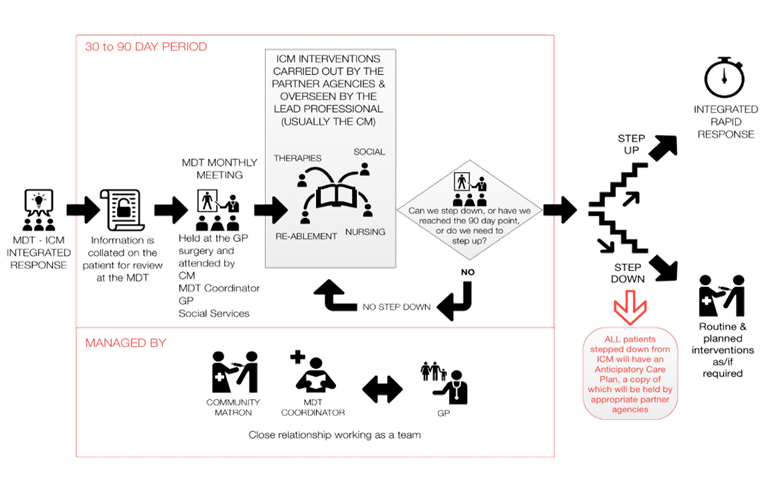 30 to 90 DAY PERIOD
MDT - ICM
INTEGRATED
RESPONSE
Information is
collated on the
patient for review
at the MDT
MDT MONTHLY
MEETING
Held at the GP
surgery and
attended by
CM
MDT Coordinator
GP
Social Services
ICM INTERVENTIONS
CARRIED OUT BY THE
PARTNER AGENCIES &
OVERSEEN BY THE
LEAD PROFESSIONAL
(USUALLY THE CM)
THERAPIES
SOCIAL
RE-ABLEMENT
NURSING
Can we step down, or have we
reached the 90 day point,
or do we need to
step up?
NO
NO STEP DOWN
STEP
UP
INTEGRATED
RAPID
RESPONSE
STEP
DOWN
Routine &
planned
interventions
as/if
required
ALL patients
stepped down from
ICM will have an
Anticipatory Care
Plan, a copy of
which will be held by
appropriate partner
agencies
MANAGED BY
COMMUNITY
MATRON
MDT
COORDINATOR
GP
Close relationship working as a team